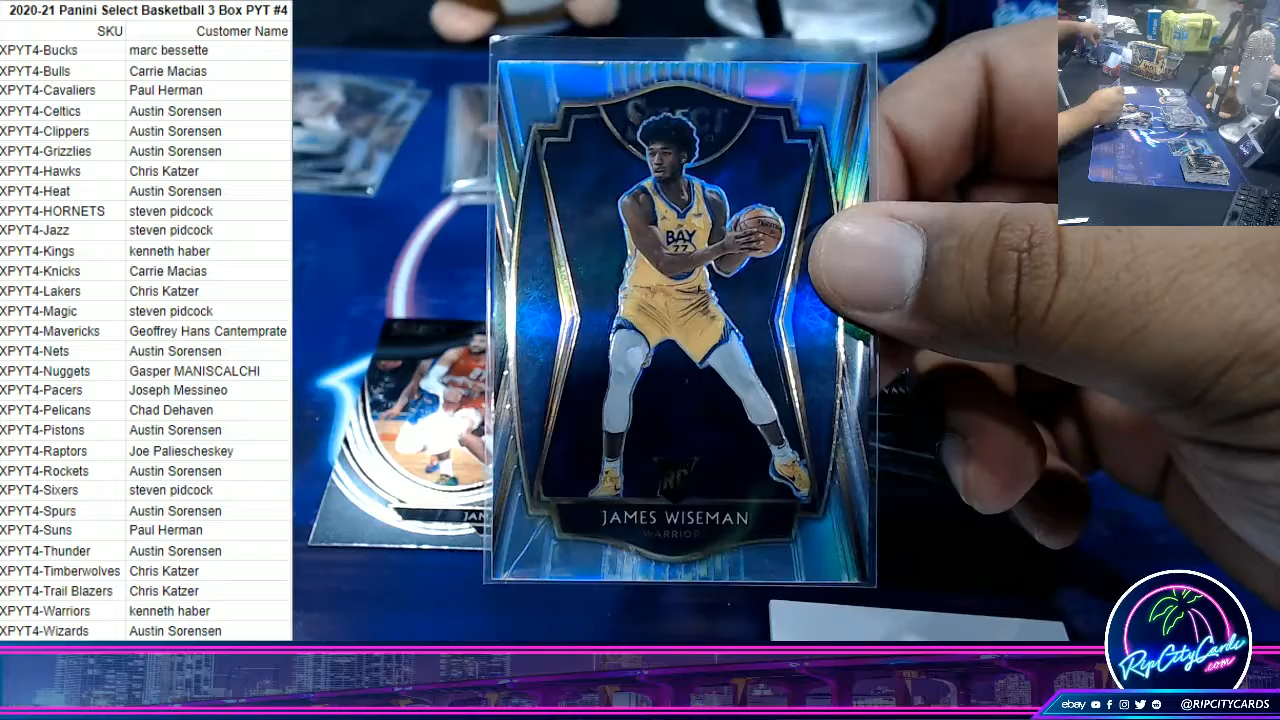 2020-21 Panini Select Basketball 3 Box PYT #4
SKU Customer Name
XPYT4-Bucks marc bessette
XPYT4-Bulls Carrie Macias
XPYT4-Cavaliers Paul Herman
XPYT4-Celtics Austin Sorensen
XPYT4-Clippers Austin Sorensen
XPYT4-Grizzlies Austin Sorensen
XPYT4-Hawks Chris Katzer
XPYT4-Heat Austin Sorensen
XPYT4-HORNETS steven pidcock
XPYT4-Jazz steven pidcock
XPYT4-Kings kenneth haber
XPYT4-Knicks Carrie Macias
XPYT4-Lakers Chris Katzer
XPYT4-Magic steven pidcock
XPYT4-Mavericks Geoffrey Hans Cantemprate
XPYT4-Nets Austin Sorensen
XPYT4-Nuggets Gasper MANISCALCHI
XPYT4-Pacers Joseph Messineo
XPYT4-Pelicans Chad Dehaven
XPYT4-Pistons Austin Sorensen
XPYT4-Raptors Joe Paliescheskey
XPYT4-Rockets Austin Sorensen
XPYT4-Sixers steven pidcock
XPYT4-Spurs Austin Sorensen
XPYT4-Suns Paul Herman
XPYT4-Thunder Austin Sorensen
XPYT4-Timberwolves Chris Katzer
XPYT4-Trail Blazers Chris Katzer
XPYT4-Warriors kenneth haber
XPYT4-Wizards Austin Sorensen
SELECT
BAY
RC
JAMES WISEMAN
WARRIOR
RipCityCards
.com
ebay @RIPCITYCARDS